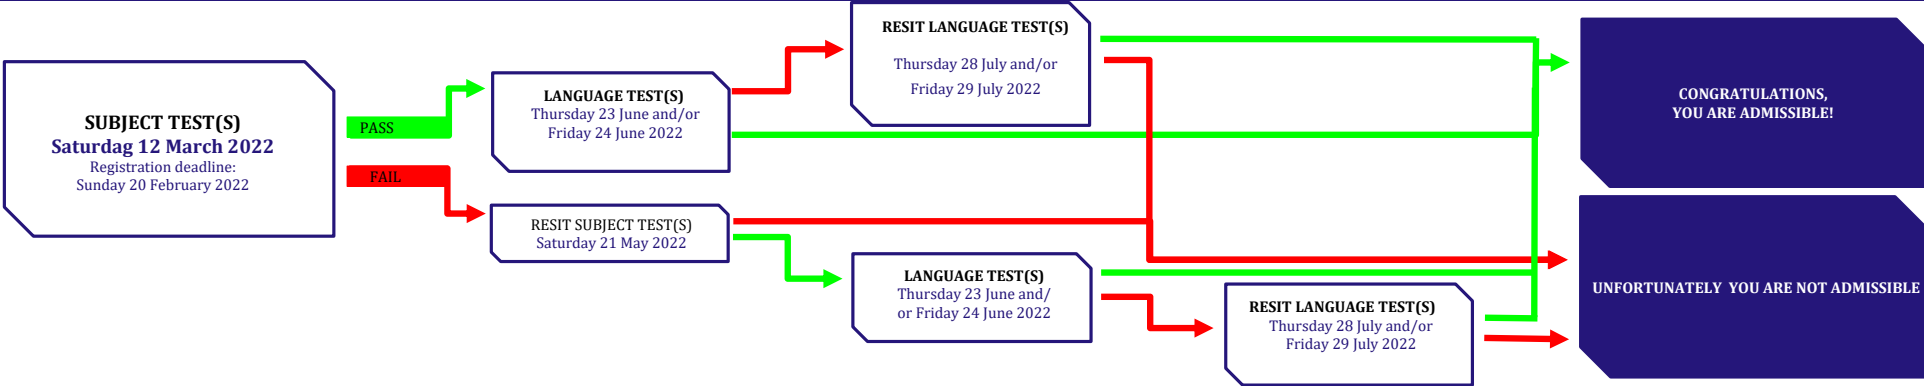 SUBJECT TEST(S)
Saturdag 12 March 2022
Registration deadline:
Sunday 20 February 2022
PASS
FAIL
LANGUAGE TEST(S)
Thursday 23 June and/or
Friday 24 June 2022
RESIT SUBJECT TEST(S)
Saturday 21 May 2022
RESIT LANGUAGE TEST(S)
Thursday 28 July and/or
Friday 29 July 2022
LANGUAGE TEST(S)
Thursday 23 June and/
or Friday 24 June 2022
RESIT LANGUAGE TEST(S)
Thursday 28 July and/or
Friday 29 July 2022
CONGRATULATIONS,
YOU ARE ADMISSIBLE!
UNFORTUNATELY YOU ARE NOT ADMISSIBLE